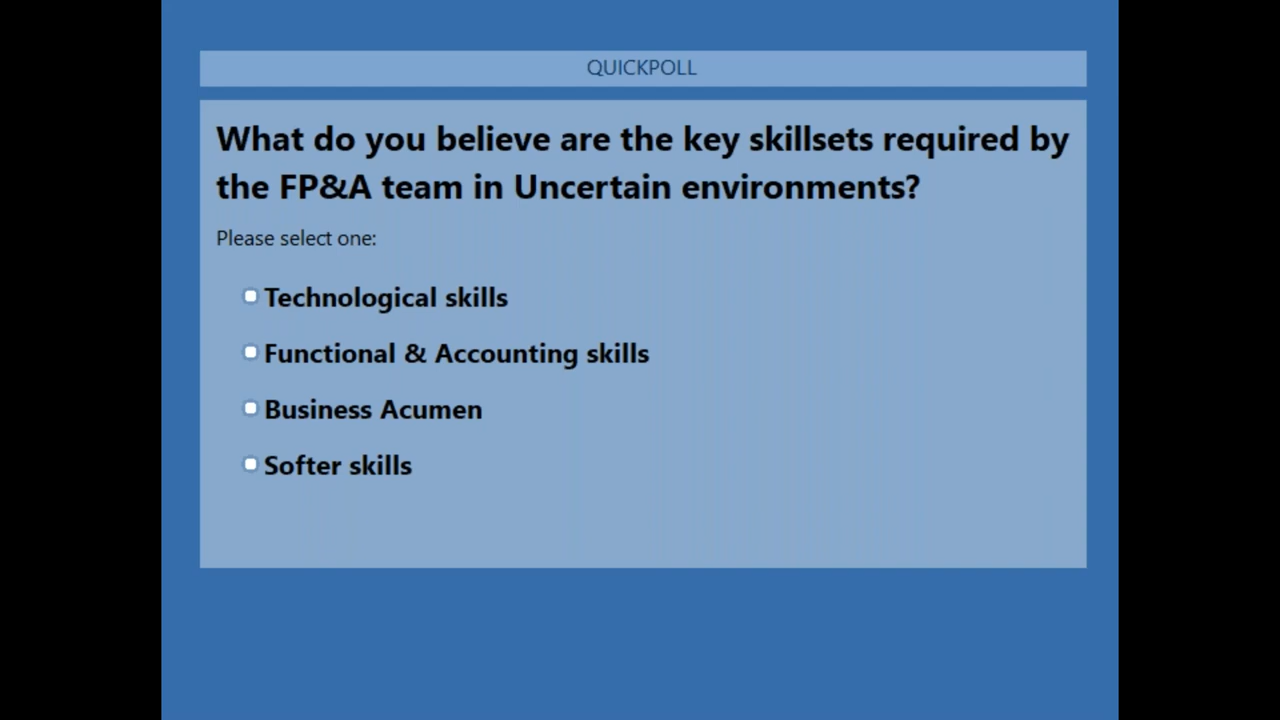 QUICKPOLL
What do you believe are the key skillsets required by
the FP&A team in Uncertain environments?
Please select one:
Technological skills
Functional & Accounting skills
Business Acumen
Softer skills